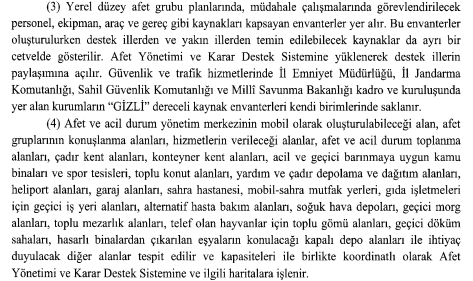 (3) Yerel düzey afet grubu planlarında, müdahale çalışmalarında görevlendirilecek
personel, ekipman, araç ve gereç gibi kaynakları kapsayan envanterler yer alır. Bu envanterler
oluşturulurken destek illerden ve yakın illerden temin edilebilecek kaynaklar da ayrı bir
cetvelde gösterilir. Afet Yönetimi ve Karar Destek Sistemine yüklenerek destek illerin
paylaşımına açılır. Güvenlik ve trafik hizmetlerinde İl Emniyet Müdürlüğü, İl Jandarma
Komutanlığı, Sahil Güvenlik Komutanlığı ve Millî Savunma Bakanlığı kadro ve kuruluşunda
yer alan kurumların “GİZLİ” dereceli kaynak envanterleri kendi birimlerinde saklanır.
(4) Afet ve acil durum yönetim merkezinin mobil olarak oluşturulabileceği alan, afet
gruplarının konuşlanma alanları, hizmetlerin verileceği alanlar, afet ve acil durum toplanma
alanları, çadır kent alanları, konteyner kent alanları, acil ve geçici barınmaya uygun kamu
binaları ve spor tesisleri, toplu konut alanları, yardım ve çadır depolama ve dağıtım alanları,
heliport alanları, garaj alanları, sahra hastanesi, mobil-sahra mutfak yerleri, gıda işletmeleri
için geçici iş yeri alanları, alternatif hasta bakım alanları, soğuk hava depoları, geçici morg
alanları, toplu mezarlık alanları, telef olan hayvanlar için toplu gömü alanları, geçici döküm
sahaları, hasarlı binalardan çıkarılan eşyaların konulacağı kapalı depo alanları ile ihtiyaç
duyulacak diğer alanlar tespit edilir ve kapasiteleri ile birlikte koordinatlı olarak Afet
Yönetimi ve Karar Destek Sistemine ve ilgili haritalara işlenir.